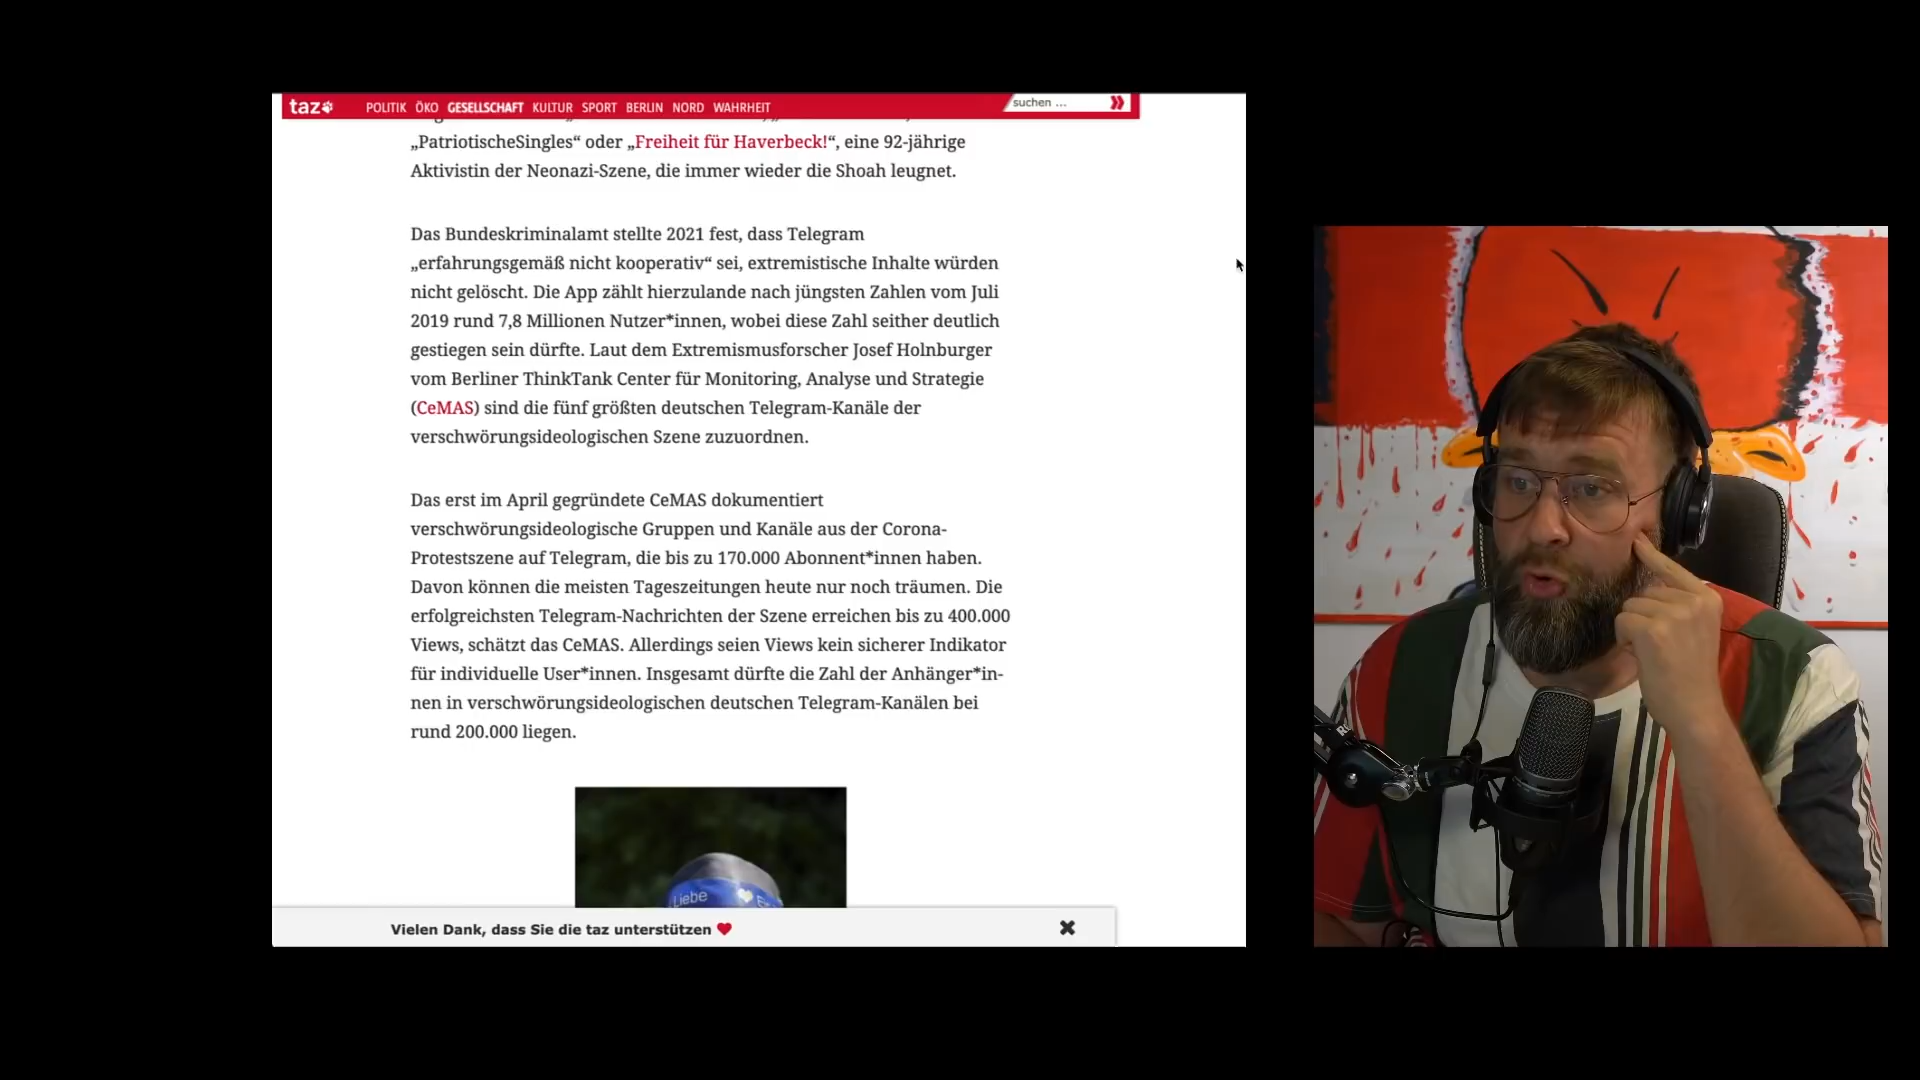 taz
POLITIK ÖKO GESELLSCHAFT KULTUR SPORT BERLIN NORD WAHRHEIT
suchen ...
„PatriotischeSingles“ oder „Freiheit für Haverbeck!“, eine 92-jährige
Aktivistin der Neonazi-Szene, die immer wieder die Shoah leugnet.
Das Bundeskriminalamt stellte 2021 fest, dass Telegram
„erfahrungsgemäß nicht kooperativ“ sei, extremistische Inhalte würden
nicht gelöscht. Die App zählt hierzulande nach jüngsten Zahlen vom Juli
2019 rund 7,8 Millionen Nutzer*innen, wobei diese Zahl seither deutlich
gestiegen sein dürfte. Laut dem Extremismusforscher Josef Holnburger
vom Berliner ThinkTank Center für Monitoring, Analyse und Strategie
(CeMAS) sind die fünf größten deutschen Telegram-Kanäle der
verschwörungsideologischen Szene zuzuordnen.
Das erst im April gegründete CeMAS dokumentiert
verschwörungsideologische Gruppen und Kanäle aus der Corona-
Protestszene auf Telegram, die bis zu 170.000 Abonnent*innen haben.
Davon können die meisten Tageszeitungen heute nur noch träumen. Die
erfolgreichsten Telegram-Nachrichten der Szene erreichen bis zu 400.000
Views, schätzt das CeMAS. Allerdings seien Views kein sicherer Indikator
für individuelle User*innen. Insgesamt dürfte die Zahl der Anhänger*in-
nen in verschwörungsideologischen deutschen Telegram-Kanälen bei
rund 200.000 liegen.
Liebe
Vielen Dank, dass Sie die taz unterstützen